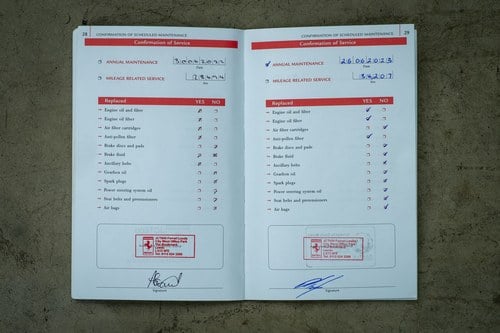 28 CONFIRMATION OF SCHEDULED MAINTENANCE
Confirmation of Service
ANNUAL MAINTENANCE
Date
MILEAGE RELATED SERVICE
Km
Replaced YES NO
Engine oil and filter
Engine oil filter
Air filter cartridges
Anti-pollen filter
Brake discs and pads
Brake fluid
Ancillary belts
Gearbox oil
Spark plugs
Power steering system oil
Seat belts and pretensioners
Air bags
Signature
CONFIRMATION OF SCHEDULED MAINTENANCE 29
Confirmation of Service
ANNUAL MAINTENANCE 26062023
Date
MILEAGE RELATED SERVICE 34207
Km
Replaced YES NO
Engine oil and filter
Engine oil filter
Air filter cartridges
Anti-pollen filter
Brake discs and pads
Brake fluid
Ancillary belts
Gearbox oil
Spark plugs
Power steering system oil
Seat belts and pretensioners
Air bags
Signature